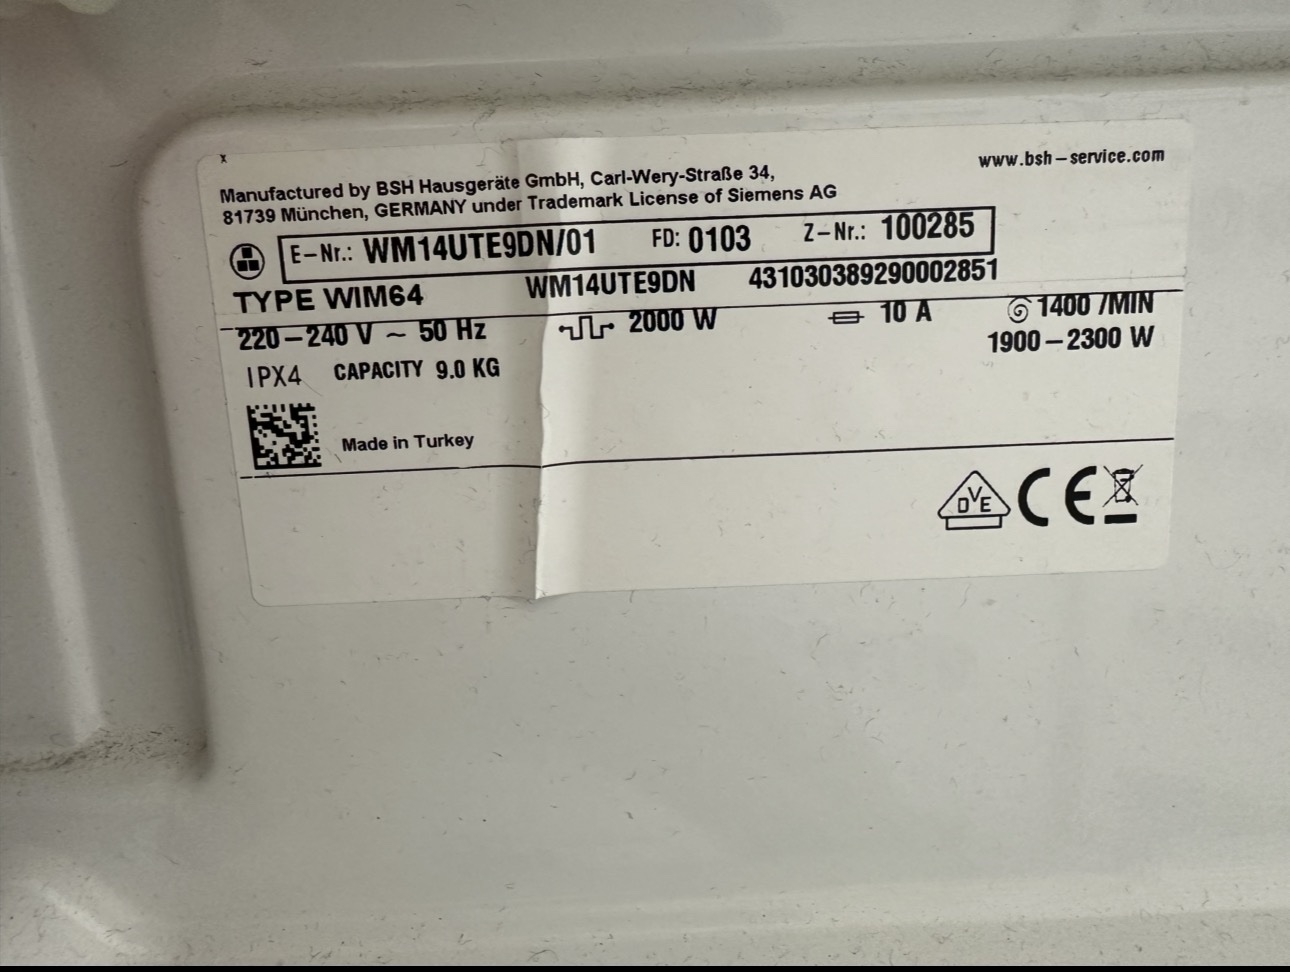 x
www.bsh-service.com
Manufactured by BSH Hausgeräte GmbH, Carl-Wery-Straße 34,
81739 München, GERMANY under Trademark License of Siemens AG
E-Nr.: WM14UTE9DN/01 FD: 0103 Z-Nr.: 100285
TYPE WIM64 WM14UTE9DN 431030389290002851
220-240 V ~ 50 Hz 2000 W 10 A 1400 /MIN
1900-2300 W
IPX4 CAPACITY 9.0 KG
Made in Turkey
DVE CE